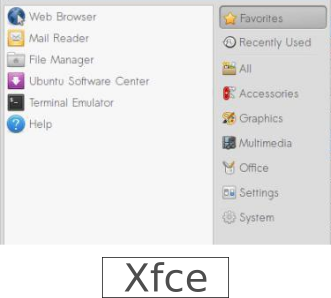 Web Browser
Mail Reader
File Manager
Ubuntu Software Center
Terminal Emulator
Help
Favorites
Recently Used
All
Accessories
Graphics
Multimedia
Office
Settings
System
Xfce